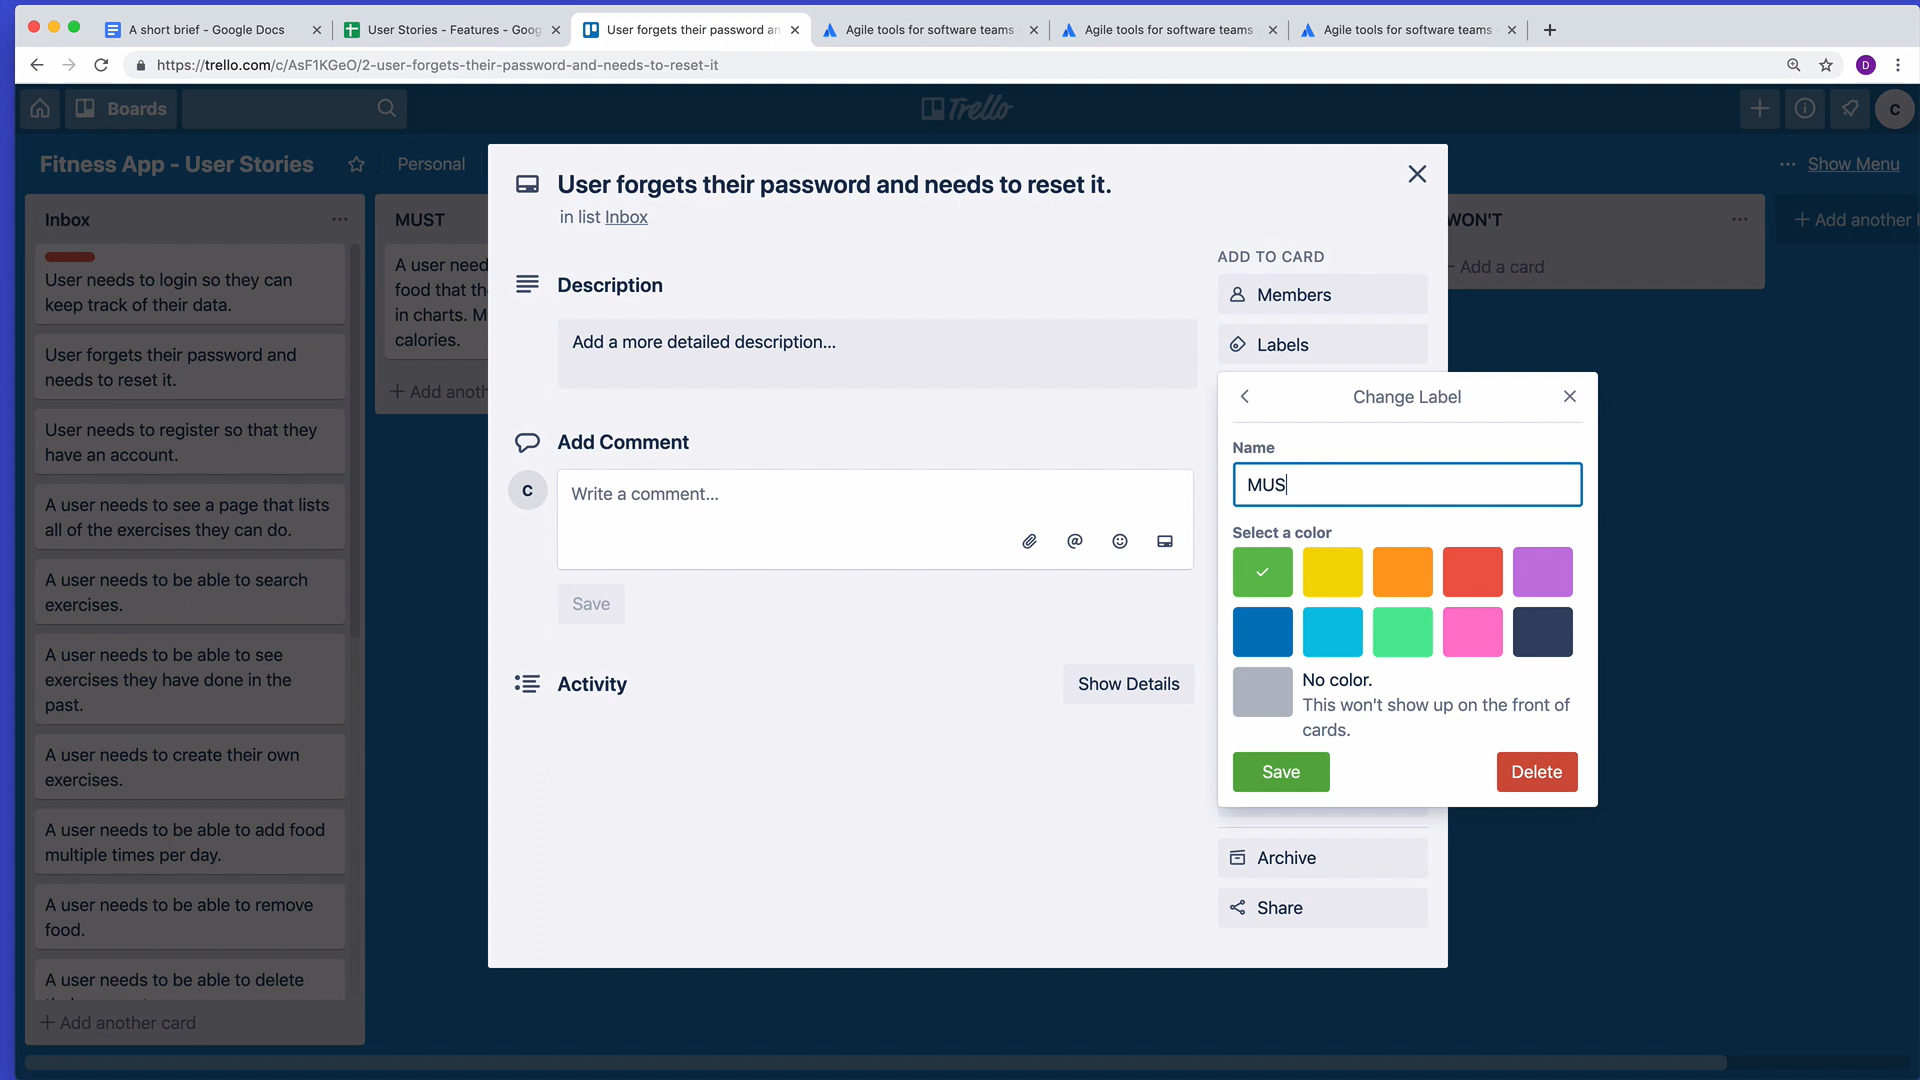 A short brief - Google Docs
User Stories - Features - Goog
User forgets their password an
Agile tools for software teams
Agile tools for software teams
Agile tools for software teams
https://trello.com/c/AsF1KGeO/2-user-forgets-their-password-and-needs-to-reset-it
D
Boards
Trello
C
Fitness App - User Stories
Personal
Show Menu
Inbox
User needs to login so they can
keep track of their data.
User forgets their password and
needs to reset it.
User needs to register so that they
have an account.
A user needs to see a page that lists
all of the exercises they can do.
A user needs to be able to search
exercises.
A user needs to be able to see
exercises they have done in the
past.
A user needs to create their own
exercises.
A user needs to be able to add food
multiple times per day.
A user needs to be able to remove
food.
A user needs to be able to delete
Add another card
MUST
A user need
food that th
in charts. M
calories.
Add anoth
User forgets their password and needs to reset it.
in list Inbox
Description
Add a more detailed description...
Add Comment
C
Write a comment...
@
Save
Activity
Show Details
ADD TO CARD
Members
Labels
Change Label
Name
MUS
Select a color
No color.
This won't show up on the front of
cards.
Save
Delete
Archive
Share
WON'T
Add a card
Add another